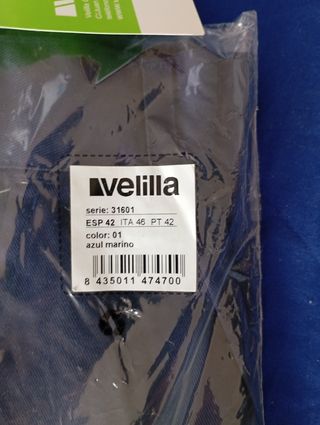 velilla
serie: 31601
ESP 42 ITA 46 PT 42
color: 01
azul marino
8 435011 474700